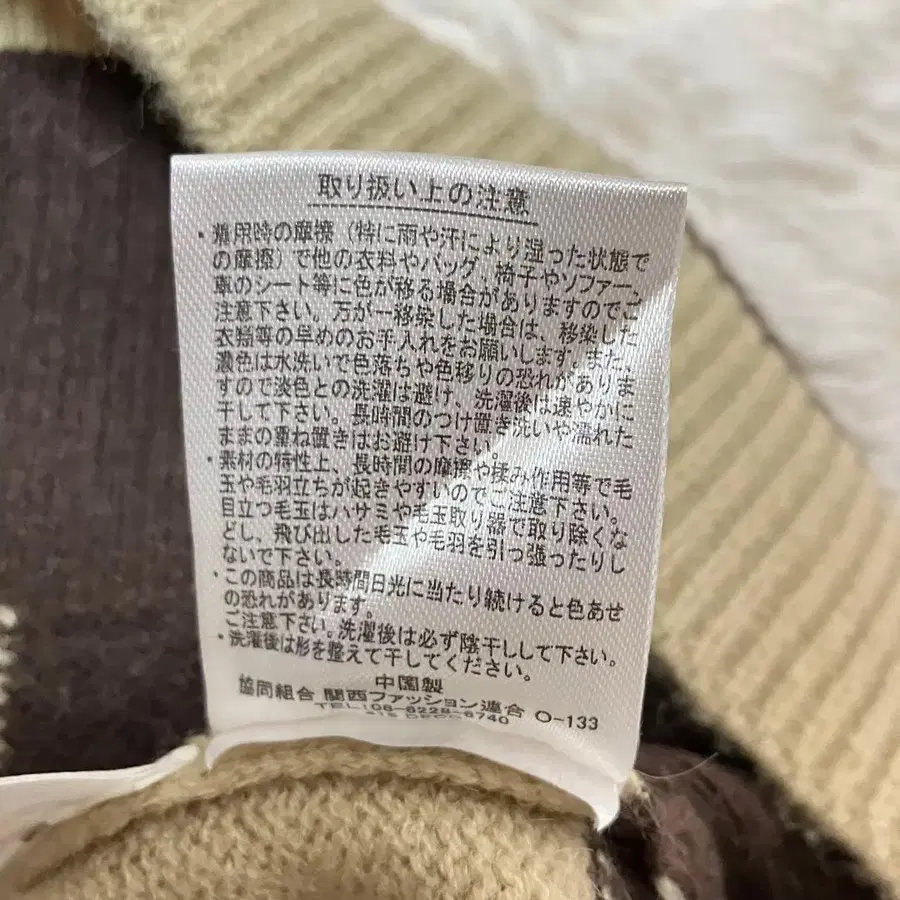 取り扱い上の注意
・着用時の摩擦（特に雨や汗により湿った状態で
の摩擦）で他の衣料やバッグ、椅子やソファー、
車のシート等に色が移る場合がありますのでご
注意下さい。万が一移染した場合は、移染した
衣類等の早めのお手入れをお願いします。また、
濃色は水洗いで色落ちや色移りの恐れがありま
すので淡色との洗濯は避け、洗濯後は速やかに
干して下さい。長時間のつけ置き洗いや濡れた
ままの重ね置きはお避け下さい。
・素材の特性上、長時間の摩擦や揉み作用等で毛
玉や毛羽立ちが起きやすいのでご注意下さい。
目立つ毛玉はハサミや毛玉取り器で取り除くな
どし、飛び出した毛玉や毛羽を引っ張ったりし
ないで下さい。
・この商品は長時間日光に当たり続けると色あせ
の恐れがあります。
ご注意下さい。洗濯後は必ず陰干しして下さい。
・洗濯後は形を整えて干してください。
中国製
協同組合 関西ファッション連合 O-133
TEL:06-6228-6740